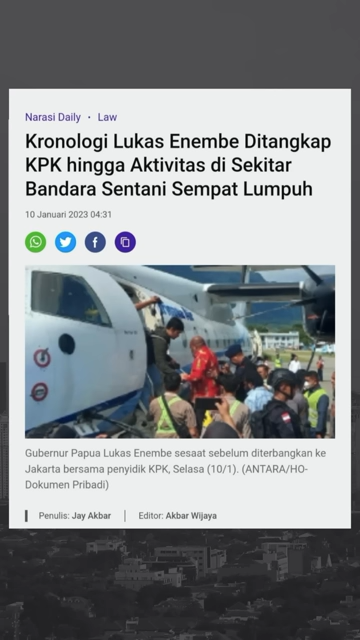 Narasi Daily • Law
Kronologi Lukas Enembe Ditangkap
KPK hingga Aktivitas di Sekitar
Bandara Sentani Sempat Lumpuh
10 Januari 2023 04:31
Gubernur Papua Lukas Enembe sesaat sebelum diterbangkan ke
Jakarta bersama penyidik KPK, Selasa (10/1). (ANTARA/HO-
Dokumen Pribadi)
Penulis: Jay Akbar | Editor: Akbar Wijaya